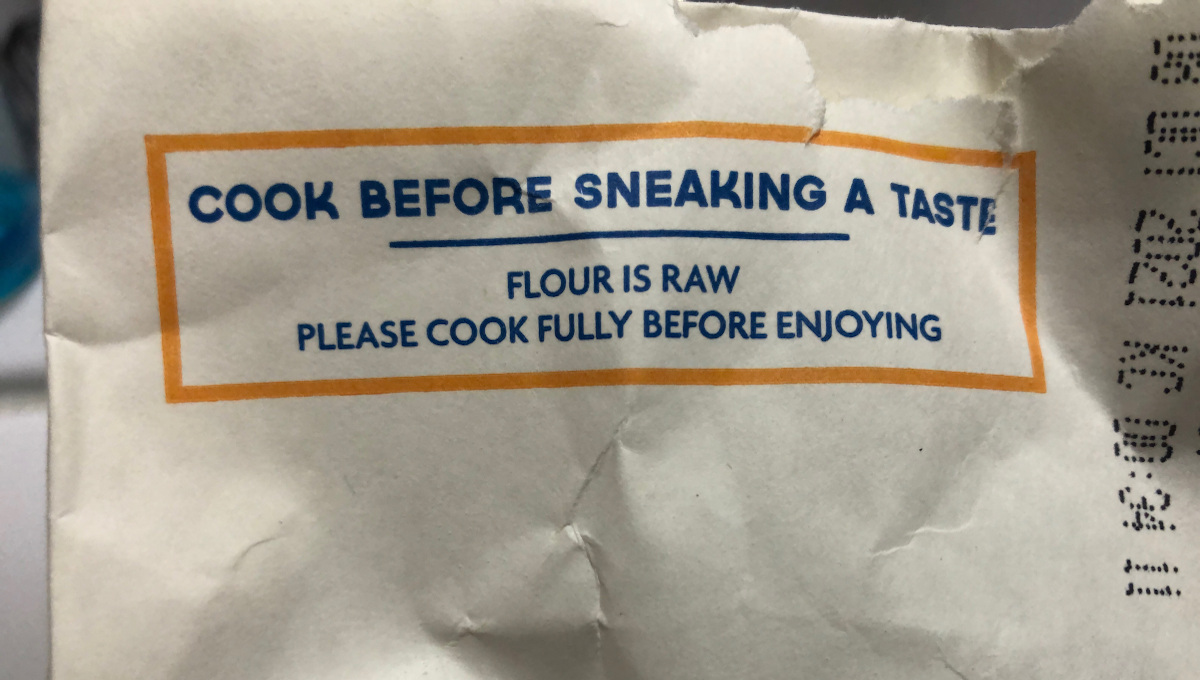 COOK BEFORE SNEAKING A TASTE
FLOUR IS RAW
PLEASE COOK FULLY BEFORE ENJOYING